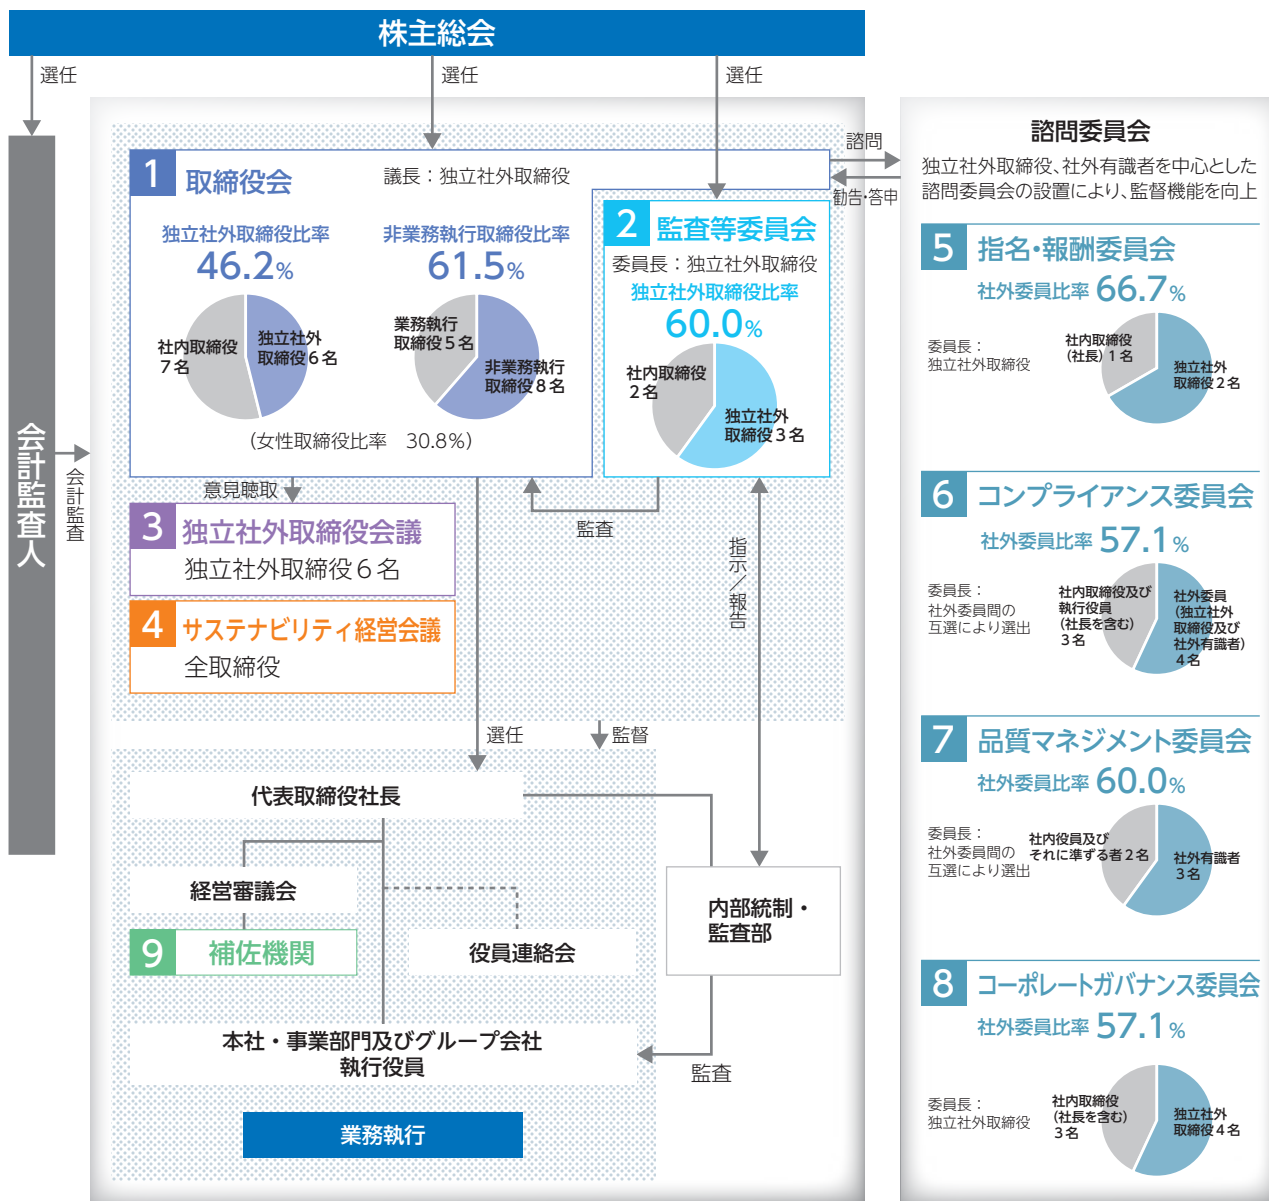 株主総会
選任
選任
選任
会計監査人
会計監査
1 取締役会
議長：独立社外取締役
独立社外取締役比率
46.2%
社内取締役
7名
独立社外
取締役6名
非業務執行取締役比率
61.5%
業務執行
取締役5名
非業務執行
取締役8名
（女性取締役比率　30.8%）
2 監査等委員会
委員長：独立社外取締役
独立社外取締役比率
60.0%
社内取締役
2名
独立社外
取締役3名
諮問
勧告・答申
意見聴取
監査
指示／報告
3 独立社外取締役会議
独立社外取締役6名
4 サステナビリティ経営会議
全取締役
選任
監督
代表取締役社長
経営審議会
9 補佐機関
役員連絡会
内部統制・
監査部
本社・事業部門及びグループ会社
執行役員
監査
業務執行
諮問委員会
独立社外取締役、社外有識者を中心とした
諮問委員会の設置により、監督機能を向上
5 指名・報酬委員会
社外委員比率 66.7%
委員長：
独立社外取締役
社内取締役
（社長）1名
独立社外
取締役2名
6 コンプライアンス委員会
社外委員比率 57.1%
委員長：
社外委員間の
互選により選出
社内取締役及び
執行役員
（社長を含む）
3名
社外委員
（独立社外
取締役及び
社外有識者）
4名
7 品質マネジメント委員会
社外委員比率 60.0%
委員長：
社外委員間の
互選により選出
社内役員及び
それに準ずる者2名
社外有識者
3名
8 コーポレートガバナンス委員会
社外委員比率 57.1%
委員長：
独立社外取締役
社内取締役
（社長を含む）
3名
独立社外
取締役4名